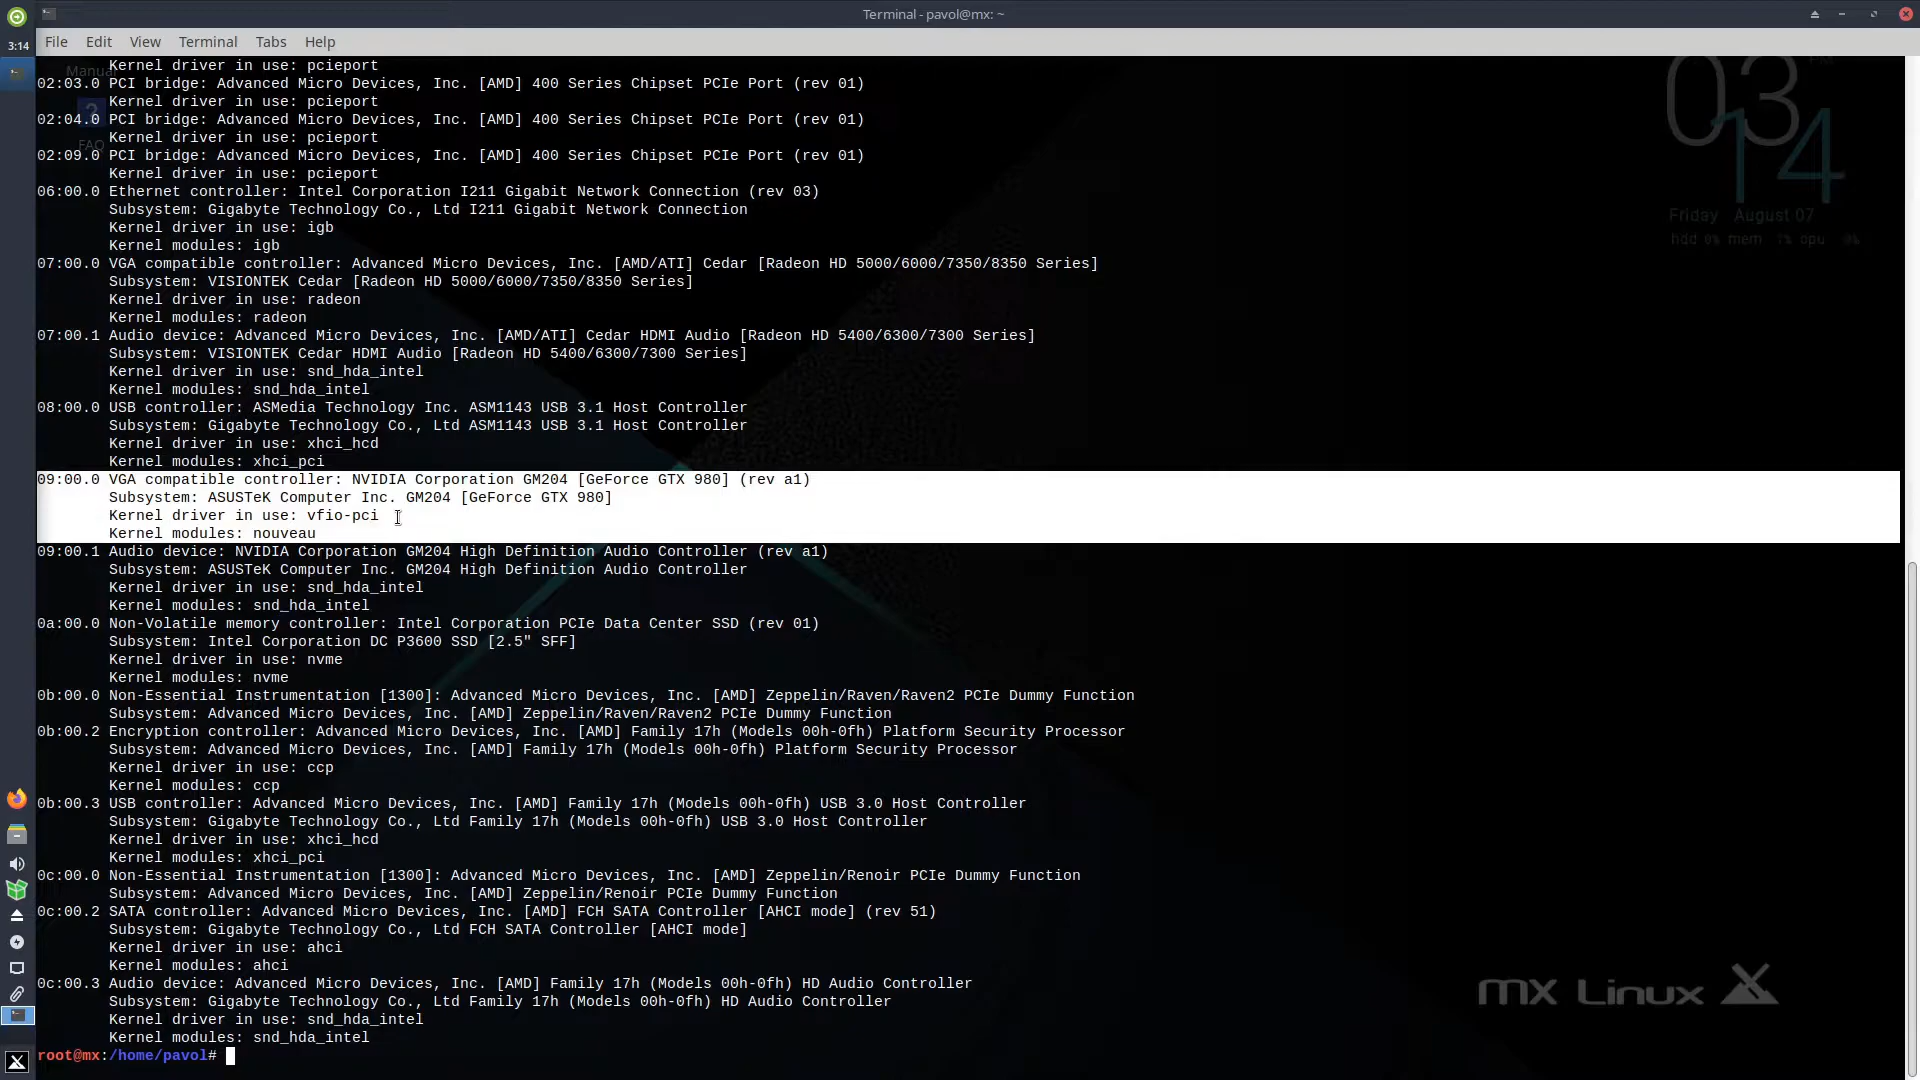 Terminal - pavol@mx: ~
3:14
File Edit View Terminal Tabs Help
Manual
FAQ
Kernel driver in use: pcieport
02:03.0 PCI bridge: Advanced Micro Devices, Inc. [AMD] 400 Series Chipset PCIe Port (rev 01)
Kernel driver in use: pcieport
02:04.0 PCI bridge: Advanced Micro Devices, Inc. [AMD] 400 Series Chipset PCIe Port (rev 01)
Kernel driver in use: pcieport
02:09.0 PCI bridge: Advanced Micro Devices, Inc. [AMD] 400 Series Chipset PCIe Port (rev 01)
Kernel driver in use: pcieport
06:00.0 Ethernet controller: Intel Corporation I211 Gigabit Network Connection (rev 03)
Subsystem: Gigabyte Technology Co., Ltd I211 Gigabit Network Connection
Kernel driver in use: igb
Kernel modules: igb
07:00.0 VGA compatible controller: Advanced Micro Devices, Inc. [AMD/ATI] Cedar [Radeon HD 5000/6000/7350/8350 Series]
Subsystem: VISIONTEK Cedar [Radeon HD 5000/6000/7350/8350 Series]
Kernel driver in use: radeon
Kernel modules: radeon
07:00.1 Audio device: Advanced Micro Devices, Inc. [AMD/ATI] Cedar HDMI Audio [Radeon HD 5400/6300/7300 Series]
Subsystem: VISIONTEK Cedar HDMI Audio [Radeon HD 5400/6300/7300 Series]
Kernel driver in use: snd_hda_intel
Kernel modules: snd_hda_intel
08:00.0 USB controller: ASMedia Technology Inc. ASM1143 USB 3.1 Host Controller
Subsystem: Gigabyte Technology Co., Ltd ASM1143 USB 3.1 Host Controller
Kernel driver in use: xhci_hcd
Kernel modules: xhci_pci
09:00.0 VGA compatible controller: NVIDIA Corporation GM204 [GeForce GTX 980] (rev a1)
Subsystem: ASUSTeK Computer Inc. GM204 [GeForce GTX 980]
Kernel driver in use: vfio-pci
Kernel modules: nouveau
09:00.1 Audio device: NVIDIA Corporation GM204 High Definition Audio Controller (rev a1)
Subsystem: ASUSTeK Computer Inc. GM204 High Definition Audio Controller
Kernel driver in use: snd_hda_intel
Kernel modules: snd_hda_intel
0a:00.0 Non-Volatile memory controller: Intel Corporation PCIe Data Center SSD (rev 01)
Subsystem: Intel Corporation DC P3600 SSD [2.5" SFF]
Kernel driver in use: nvme
Kernel modules: nvme
0b:00.0 Non-Essential Instrumentation [1300]: Advanced Micro Devices, Inc. [AMD] Zeppelin/Raven/Raven2 PCIe Dummy Function
Subsystem: Advanced Micro Devices, Inc. [AMD] Zeppelin/Raven/Raven2 PCIe Dummy Function
0b:00.2 Encryption controller: Advanced Micro Devices, Inc. [AMD] Family 17h (Models 00h-0fh) Platform Security Processor
Subsystem: Advanced Micro Devices, Inc. [AMD] Family 17h (Models 00h-0fh) Platform Security Processor
Kernel driver in use: ccp
Kernel modules: ccp
0b:00.3 USB controller: Advanced Micro Devices, Inc. [AMD] Family 17h (Models 00h-0fh) USB 3.0 Host Controller
Subsystem: Gigabyte Technology Co., Ltd Family 17h (Models 00h-0fh) USB 3.0 Host Controller
Kernel driver in use: xhci_hcd
Kernel modules: xhci_pci
0c:00.0 Non-Essential Instrumentation [1300]: Advanced Micro Devices, Inc. [AMD] Zeppelin/Renoir PCIe Dummy Function
Subsystem: Advanced Micro Devices, Inc. [AMD] Zeppelin/Renoir PCIe Dummy Function
0c:00.2 SATA controller: Advanced Micro Devices, Inc. [AMD] FCH SATA Controller [AHCI mode] (rev 51)
Subsystem: Gigabyte Technology Co., Ltd FCH SATA Controller [AHCI mode]
Kernel driver in use: ahci
Kernel modules: ahci
0c:00.3 Audio device: Advanced Micro Devices, Inc. [AMD] Family 17h (Models 00h-0fh) HD Audio Controller
Subsystem: Gigabyte Technology Co., Ltd Family 17h (Models 00h-0fh) HD Audio Controller
Kernel driver in use: snd_hda_intel
Kernel modules: snd_hda_intel
root@mx:/home/pavol#
03
14
Friday August 07
hdd 0% mem 7% cpu
mx Linux